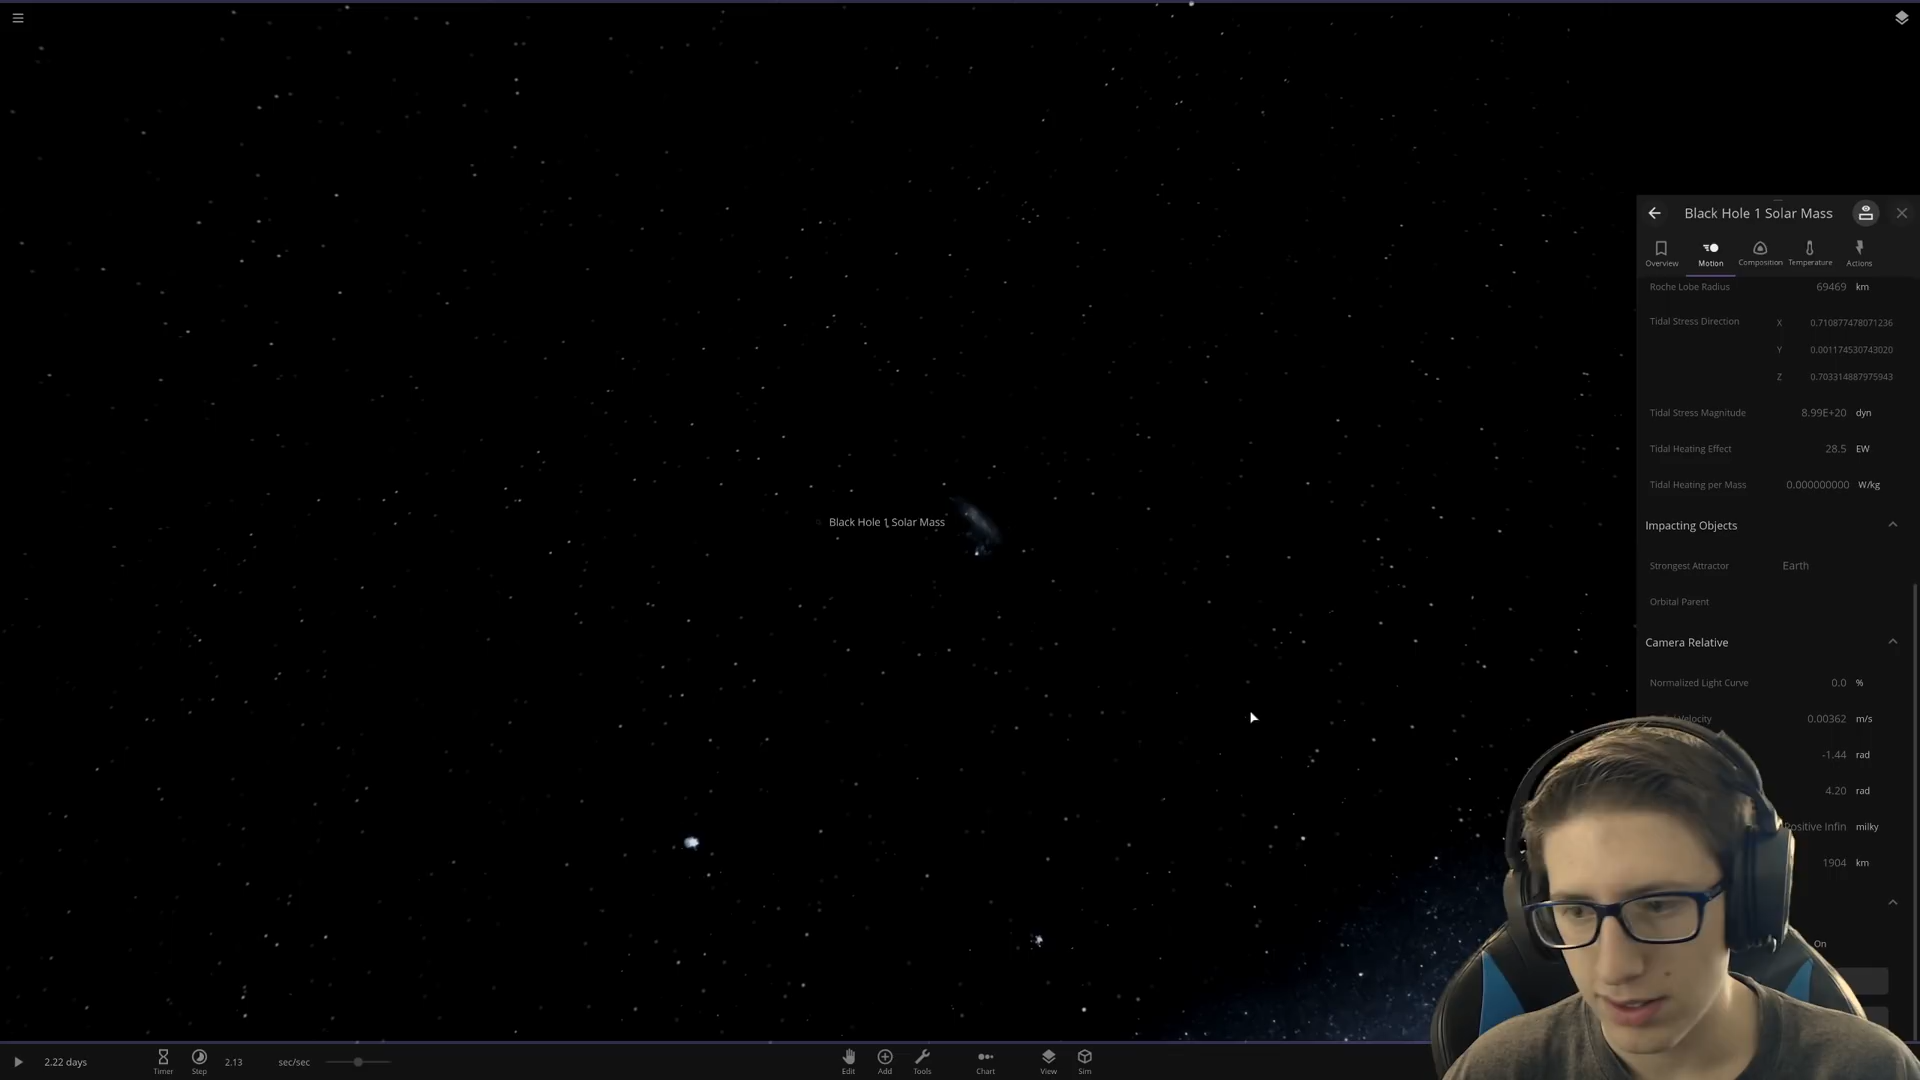 Black Hole 1 Solar Mass
Overview
Motion
Composition
Temperature
Actions
Roche Lobe Radius 69469 km
Tidal Stress Direction X 0.710877478071236
Y 0.001174530743020
Z 0.703314887975943
Tidal Stress Magnitude 8.99E+20 dyn
Tidal Heating Effect 28.5 EW
Tidal Heating per Mass 0.000000000 W/kg
Black Hole 1 Solar Mass
Impacting Objects
Strongest Attractor Earth
Orbital Parent
Camera Relative
Normalized Light Curve 0.0 %
Velocity 0.00362 m/s
-1.44 rad
4.20 rad
Positive Infin milky
1904 km
On
2.22 days
Timer
Step
2.13 sec/sec
Edit
Add
Tools
Chart
View
Sim